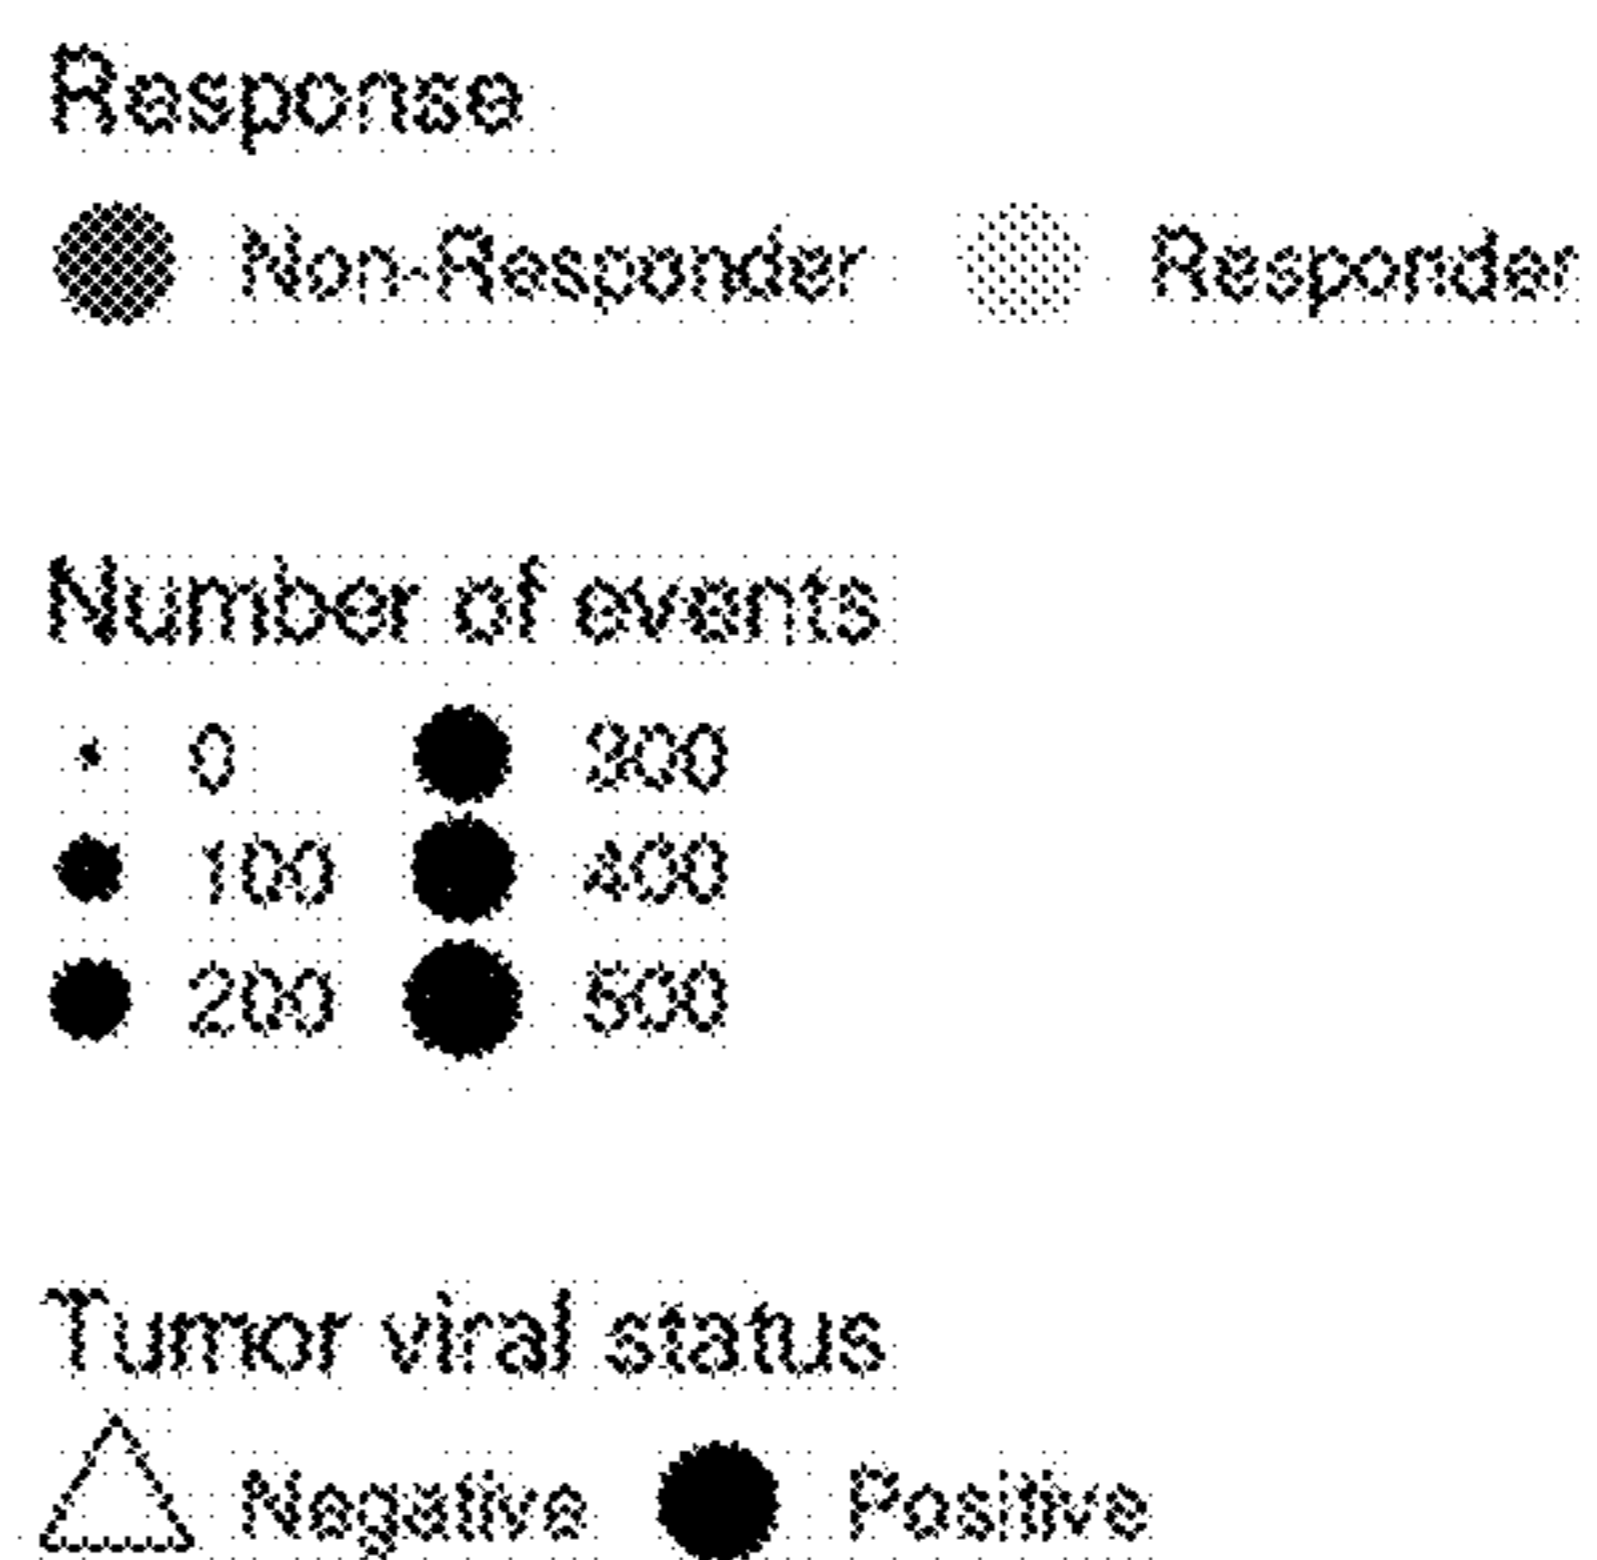 Response
Non-Responder Responder
Number of events
0 300
100 400
200 500
Tumor viral status
Negative Positive